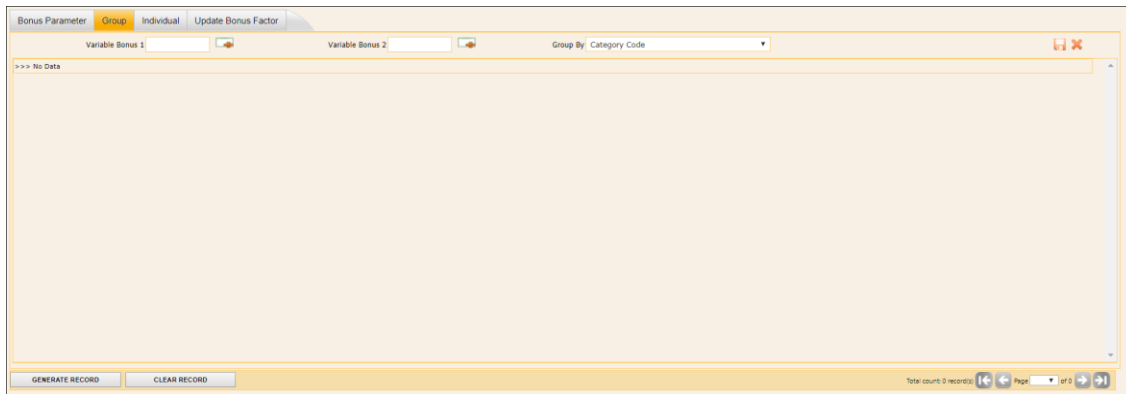 Bonus Parameter Group Individual Update Bonus Factor
Variable Bonus 1 Variable Bonus 2 Group By Category Code
>>> No Data
GENERATE RECORD CLEAR RECORD Total count: 0 record(s) Page of 0